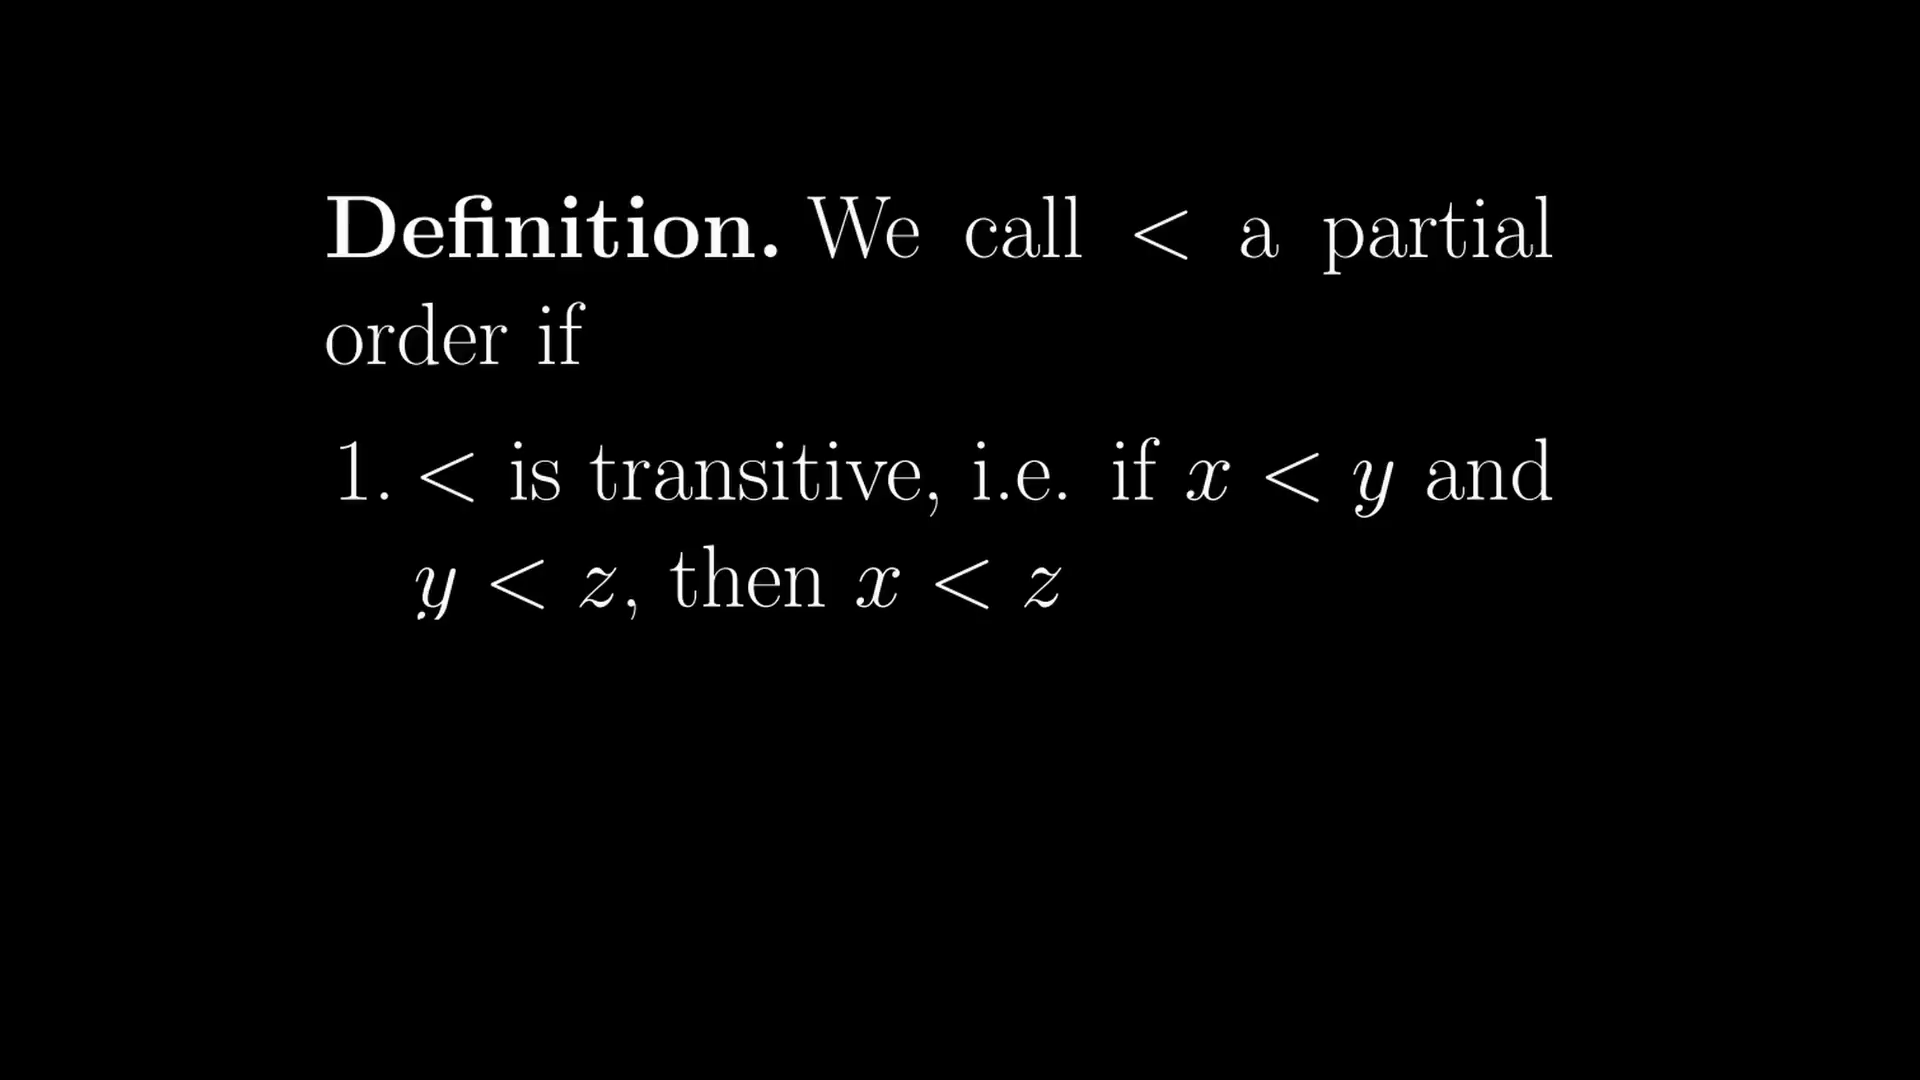 Definition. We call < a partial
order if
1. < is transitive, i.e. if x < y and
y < z, then x < z